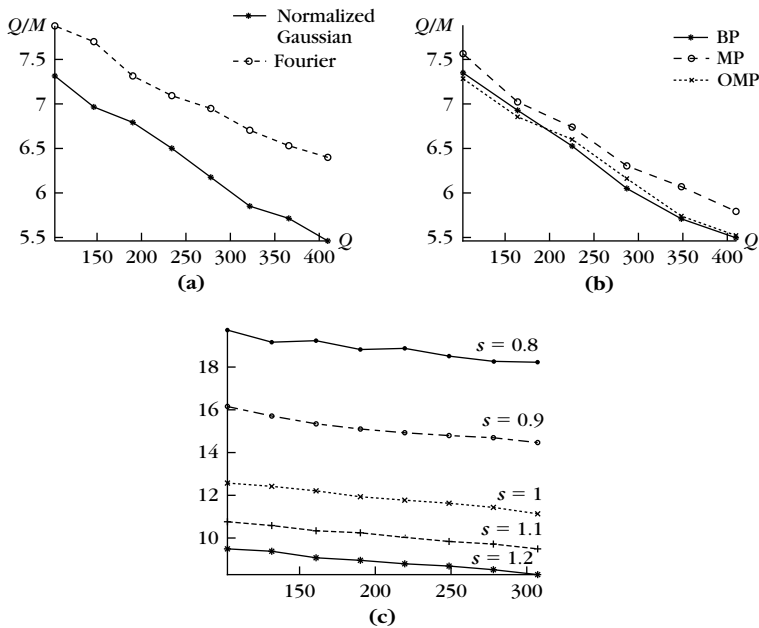 Q/M
Normalized
Gaussian
Fourier
7.5
7
6.5
6
5.5
150 200 250 300 350 400
Q
(a)
Q/M
BP
MP
OMP
7.5
7
6.5
6
5.5
150 200 250 300 350 400
Q
(b)
18
16
14
12
10
s = 0.8
s = 0.9
s = 1
s = 1.1
s = 1.2
150 200 250 300
(c)